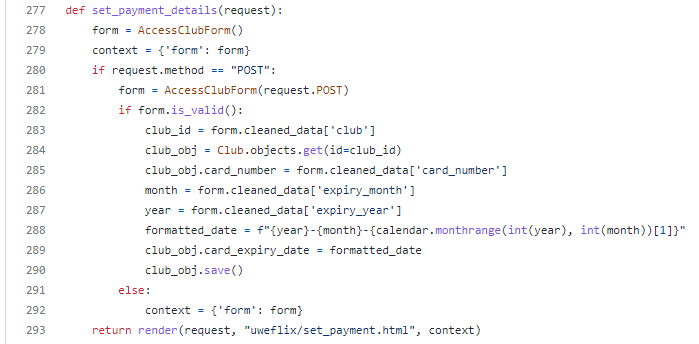 277 def set_payment_details(request):
278     form = AccessClubForm()
279     context = {'form': form}
280     if request.method == "POST":
281         form = AccessClubForm(request.POST)
282         if form.is_valid():
283             club_id = form.cleaned_data['club']
284             club_obj = Club.objects.get(id=club_id)
285             club_obj.card_number = form.cleaned_data['card_number']
286             month = form.cleaned_data['expiry_month']
287             year = form.cleaned_data['expiry_year']
288             formatted_date = f"{year}-{month}-{calendar.monthrange(int(year), int(month))[1]}"
289             club_obj.card_expiry_date = formatted_date
290             club_obj.save()
291         else:
292             context = {'form': form}
293     return render(request, "uweflix/set_payment.html", context)